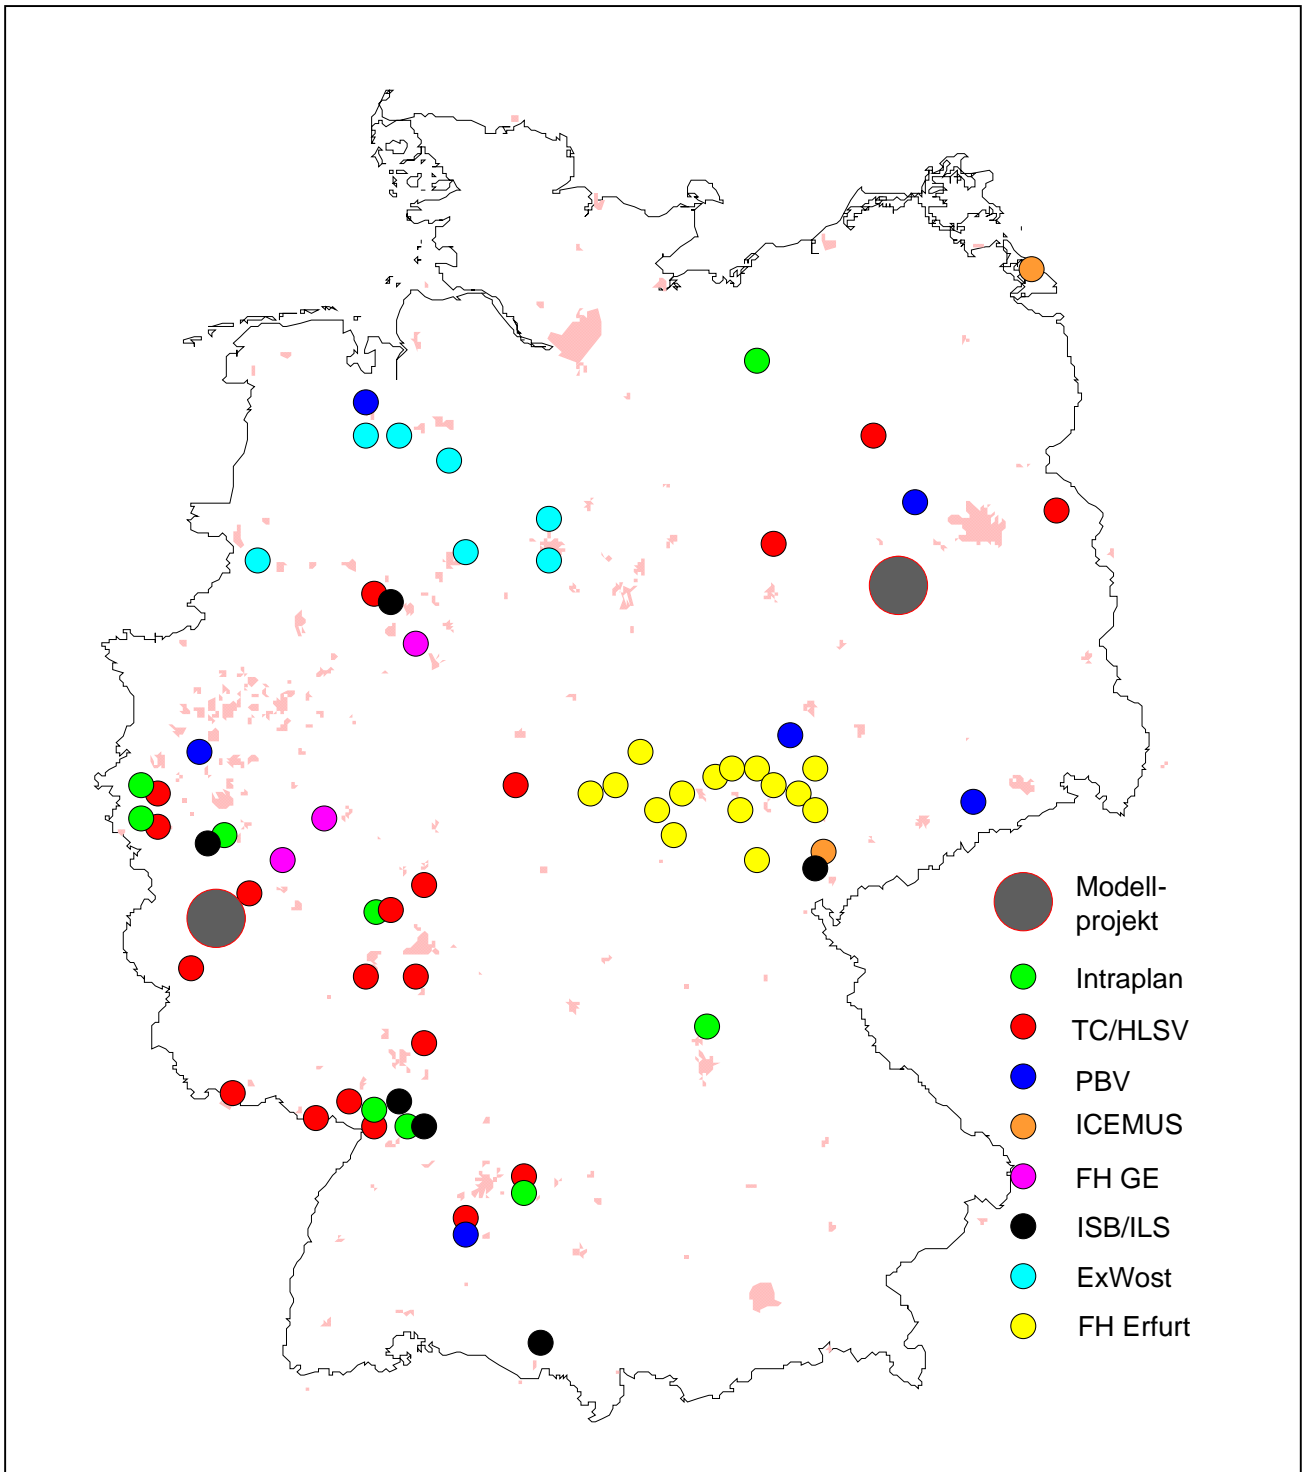 Modell-
projekt
Intraplan
TC/HLSV
PBV
ICEMUS
FH GE
ISB/ILS
ExWost
FH Erfurt